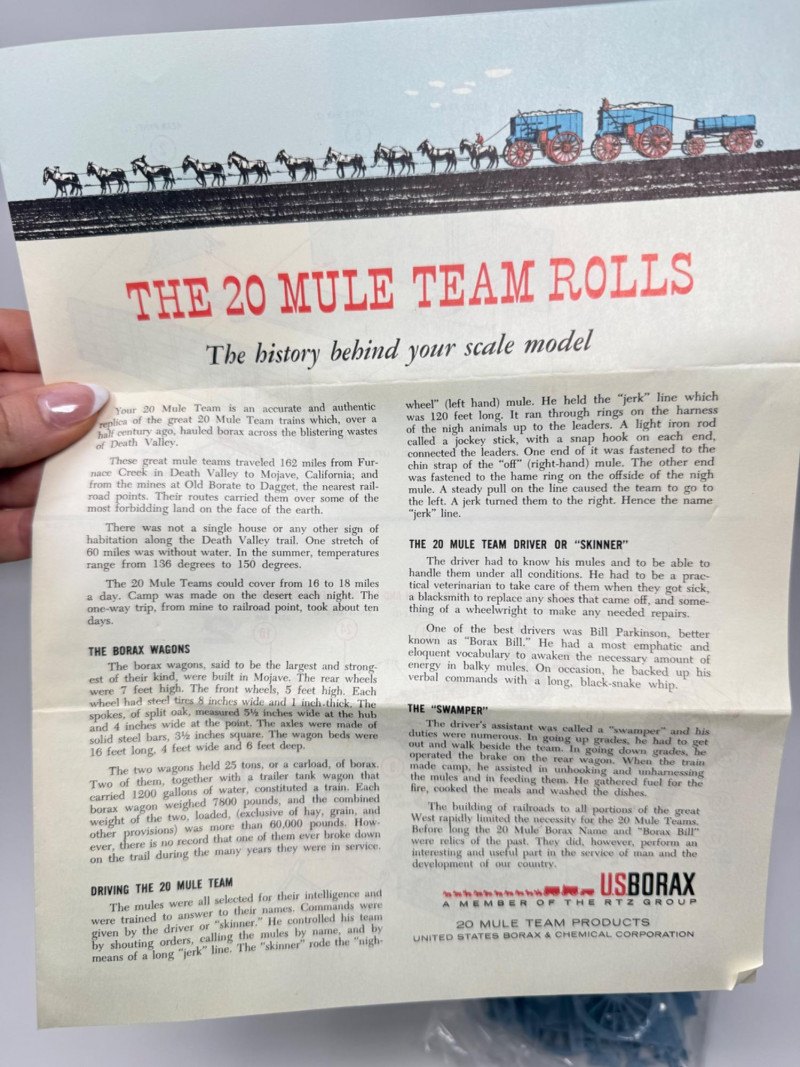 THE 20 MULE TEAM ROLLS
The history behind your scale model
Your 20 Mule Team is an accurate and authentic
replica of the great 20 Mule Team trains which, over a
half century ago, hauled borax across the blistering wastes
of Death Valley.
These great mule teams traveled 162 miles from Fur-
nace Creek in Death Valley to Mojave, California; and
from the mines at Old Borate to Dagget, the nearest rail-
road points. Their routes carried them over some of the
most forbidding land on the face of the earth.
There was not a single house or any other sign of
habitation along the Death Valley trail. One stretch of
60 miles was without water. In the summer, temperatures
range from 136 degrees to 150 degrees.
The 20 Mule Teams could cover from 16 to 18 miles
a day. Camp was made on the desert each night. The
one-way trip, from mine to railroad point, took about ten
days.
THE BORAX WAGONS
The borax wagons, said to be the largest and strong-
est of their kind, were built in Mojave. The rear wheels
were 7 feet high. The front wheels, 5 feet high. Each
wheel had steel tires 8 inches wide and 1 inch-thick. The
spokes, of split oak, measured 5½ inches wide at the hub
and 4 inches wide at the point. The axles were made of
solid steel bars, 3½ inches square. The wagon beds were
16 feet long, 4 feet wide and 6 feet deep.
The two wagons held 25 tons, or a carload, of borax.
Two of them, together with a trailer tank wagon that
carried 1200 gallons of water, constituted a train. Each
borax wagon weighed 7800 pounds, and the combined
weight of the two, loaded, (exclusive of hay, grain, and
other provisions) was more than 60,000 pounds. How-
ever, there is no record that one of them ever broke down
on the trail during the many years they were in service.
DRIVING THE 20 MULE TEAM
The mules were all selected for their intelligence and
were trained to answer to their names. Commands were
given by the driver or "skinner." He controlled his team
by shouting orders, calling the mules by name, and by
means of a long "jerk" line. The "skinner" rode the "nigh-
wheel" (left hand) mule. He held the "jerk" line which
was 120 feet long. It ran through rings on the harness
of the nigh animals up to the leaders. A light iron rod
called a jockey stick, with a snap hook on each end,
connected the leaders. One end of it was fastened to the
chin strap of the "off" (right-hand) mule. The other end
was fastened to the hame ring on the offside of the nigh
mule. A steady pull on the line caused the team to go to
the left. A jerk turned them to the right. Hence the name
"jerk" line.
THE 20 MULE TEAM DRIVER OR "SKINNER"
The driver had to know his mules and to be able to
handle them under all conditions. He had to be a prac-
tical veterinarian to take care of them when they got sick,
a blacksmith to replace any shoes that came off, and some-
thing of a wheelwright to make any needed repairs.
One of the best drivers was Bill Parkinson, better
known as "Borax Bill." He had a most emphatic and
eloquent vocabulary to awaken the necessary amount of
energy in balky mules. On occasion, he backed up his
verbal commands with a long, black-snake whip.
THE "SWAMPER"
The driver's assistant was called a "swamper" and his
duties were numerous. In going up grades, he had to get
out and walk beside the team. In going down grades, he
operated the brake on the rear wagon. When the train
made camp, he assisted in unhooking and unharnessing
the mules and in feeding them. He gathered fuel for the
fire, cooked the meals and washed the dishes.
The building of railroads to all portions of the great
West rapidly limited the necessity for the 20 Mule Teams.
Before long the 20 Mule Borax Name and "Borax Bill"
were relics of the past. They did, however, perform an
interesting and useful part in the service of man and the
development of our country.
U.S.BORAX
A MEMBER OF THE RTZ GROUP
20 MULE TEAM PRODUCTS
UNITED STATES BORAX & CHEMICAL CORPORATION